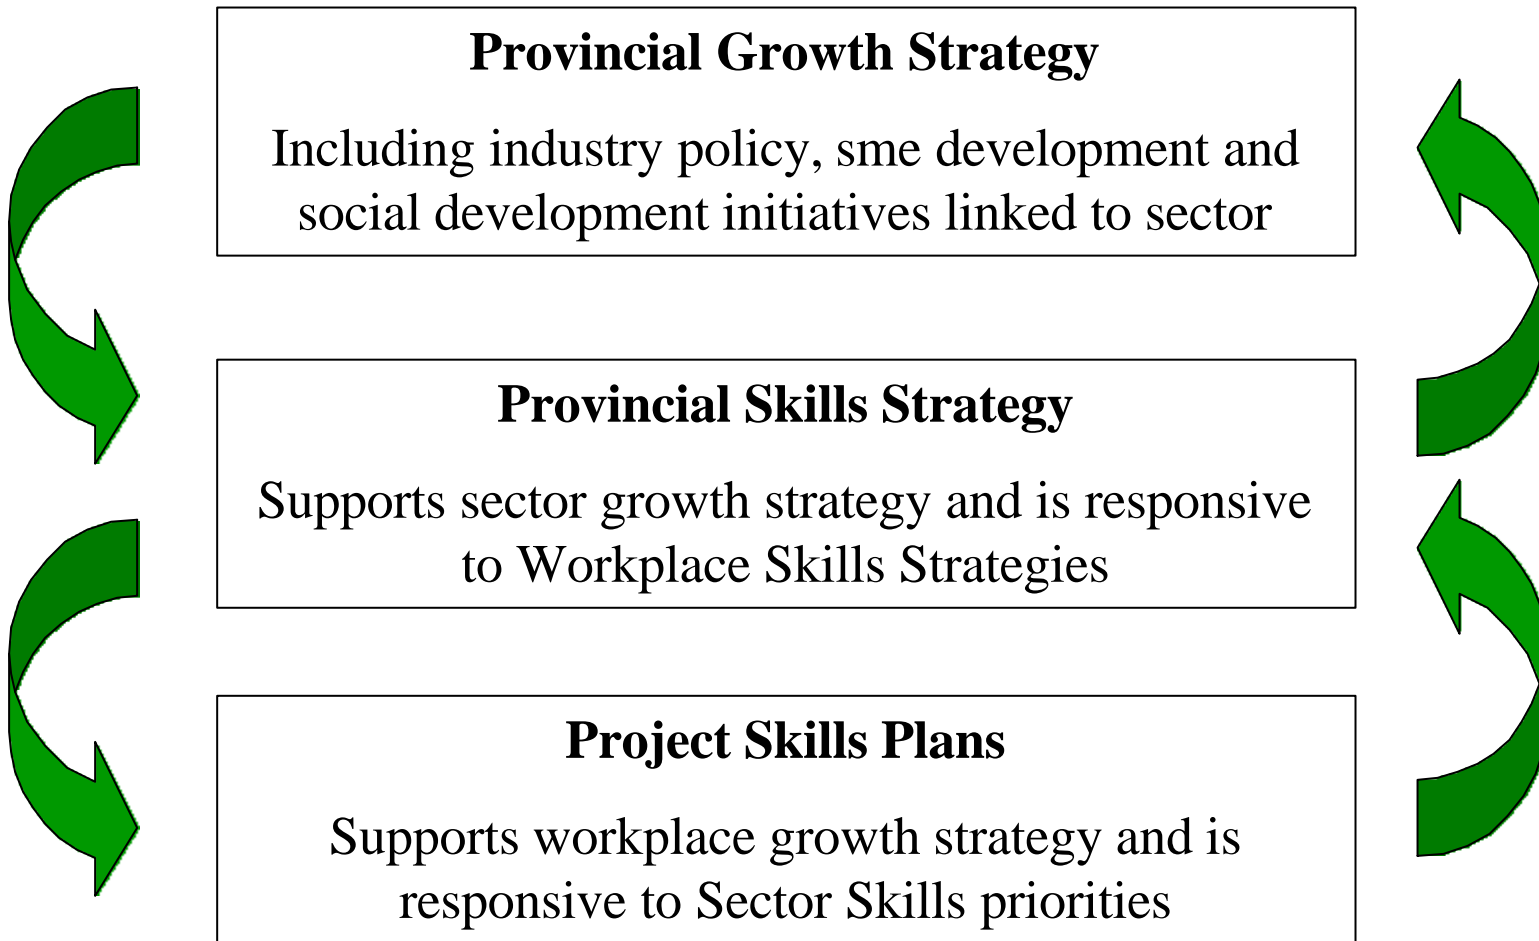 Provincial Growth Strategy
Including industry policy, sme development and
social development initiatives linked to sector
Provincial Skills Strategy
Supports sector growth strategy and is responsive
to Workplace Skills Strategies
Project Skills Plans
Supports workplace growth strategy and is
responsive to Sector Skills priorities